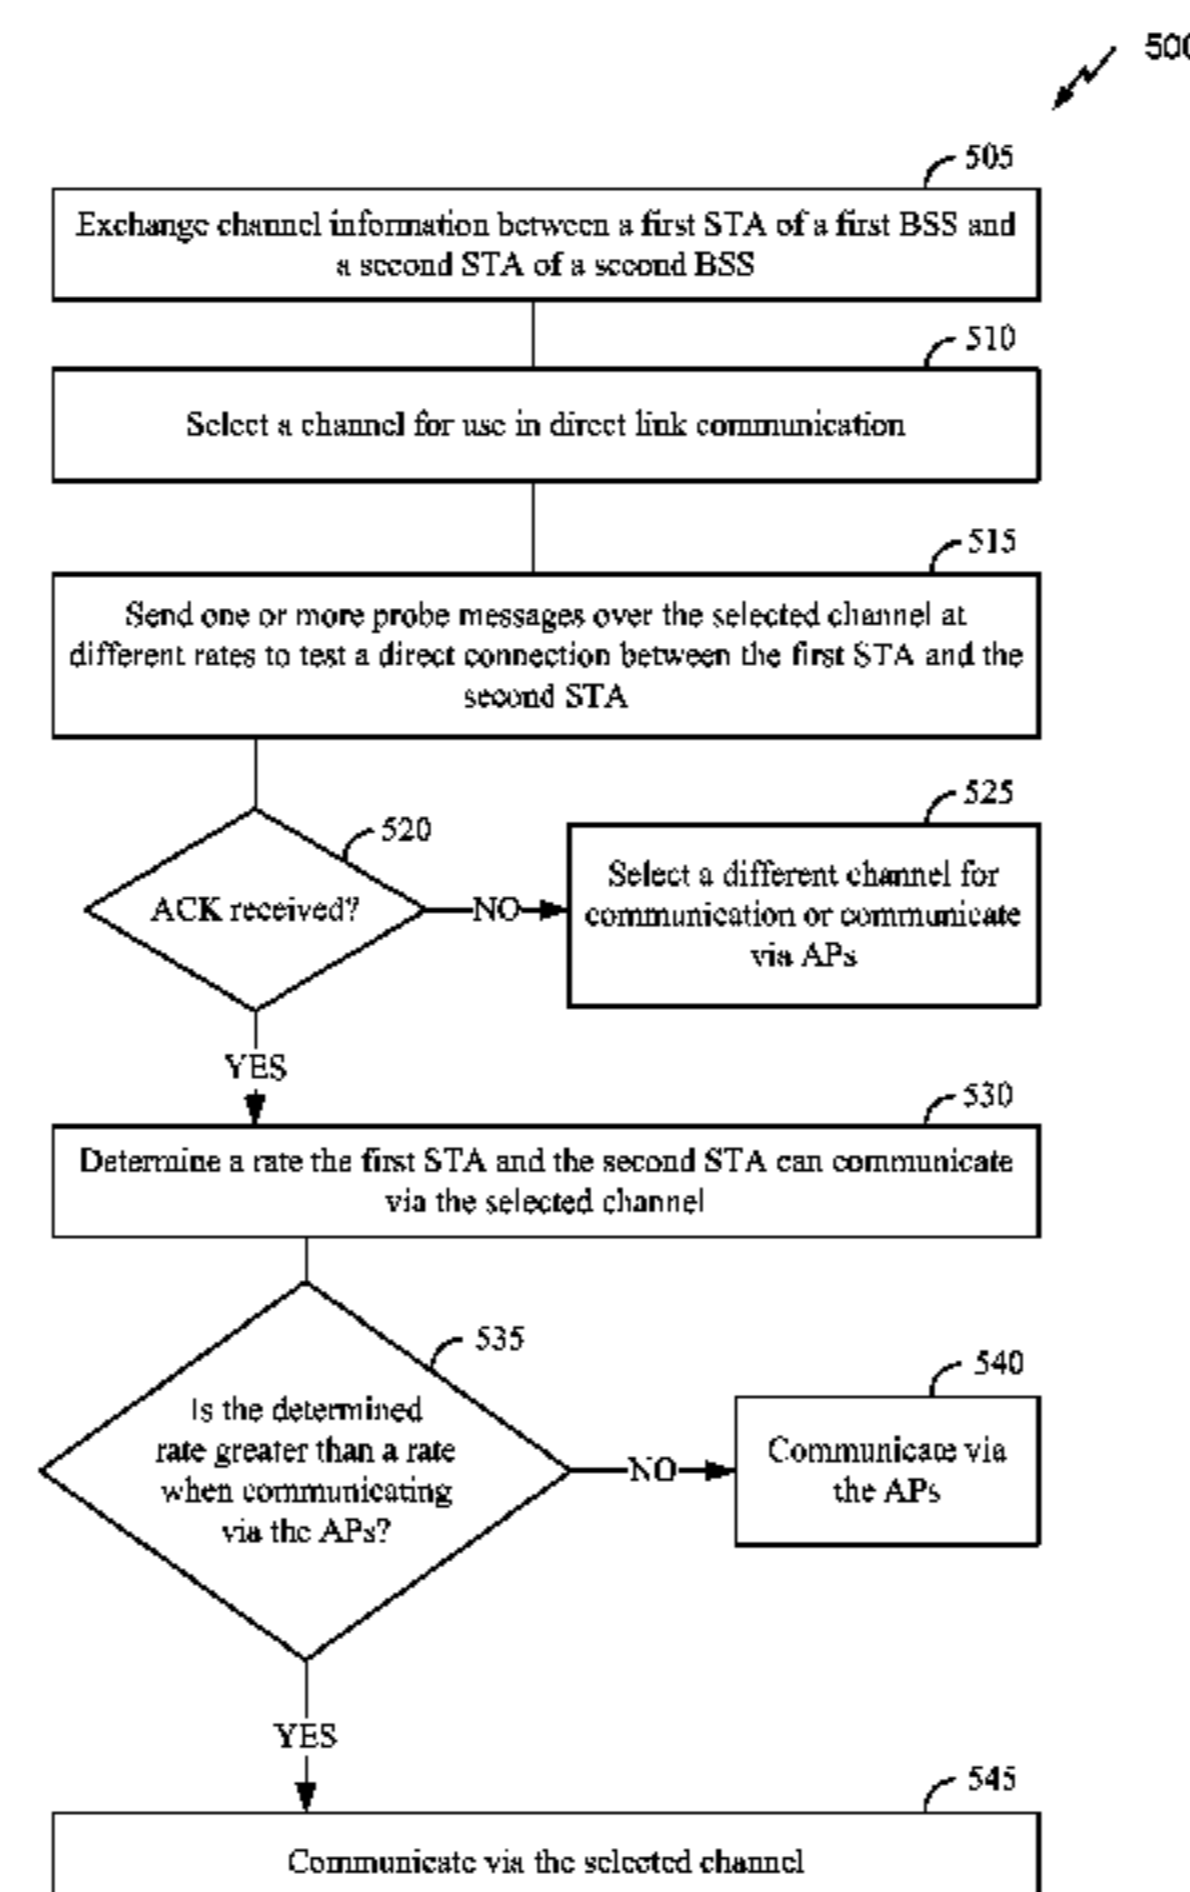 500
505
Exchange channel information between a first STA of a first BSS and
a second STA of a second BSS
510
Select a channel for use in direct link communication
515
Send one or more probe messages over the selected channel at
different rates to test a direct connection between the first STA and the
second STA
520
ACK received?
NO
525
Select a different channel for
communication or communicate
via APs
YES
530
Determine a rate the first STA and the second STA can communicate
via the selected channel
535
Is the determined
rate greater than a rate
when communicating
via the APs?
NO
540
Communicate via
the APs
YES
545
Communicate via the selected channel